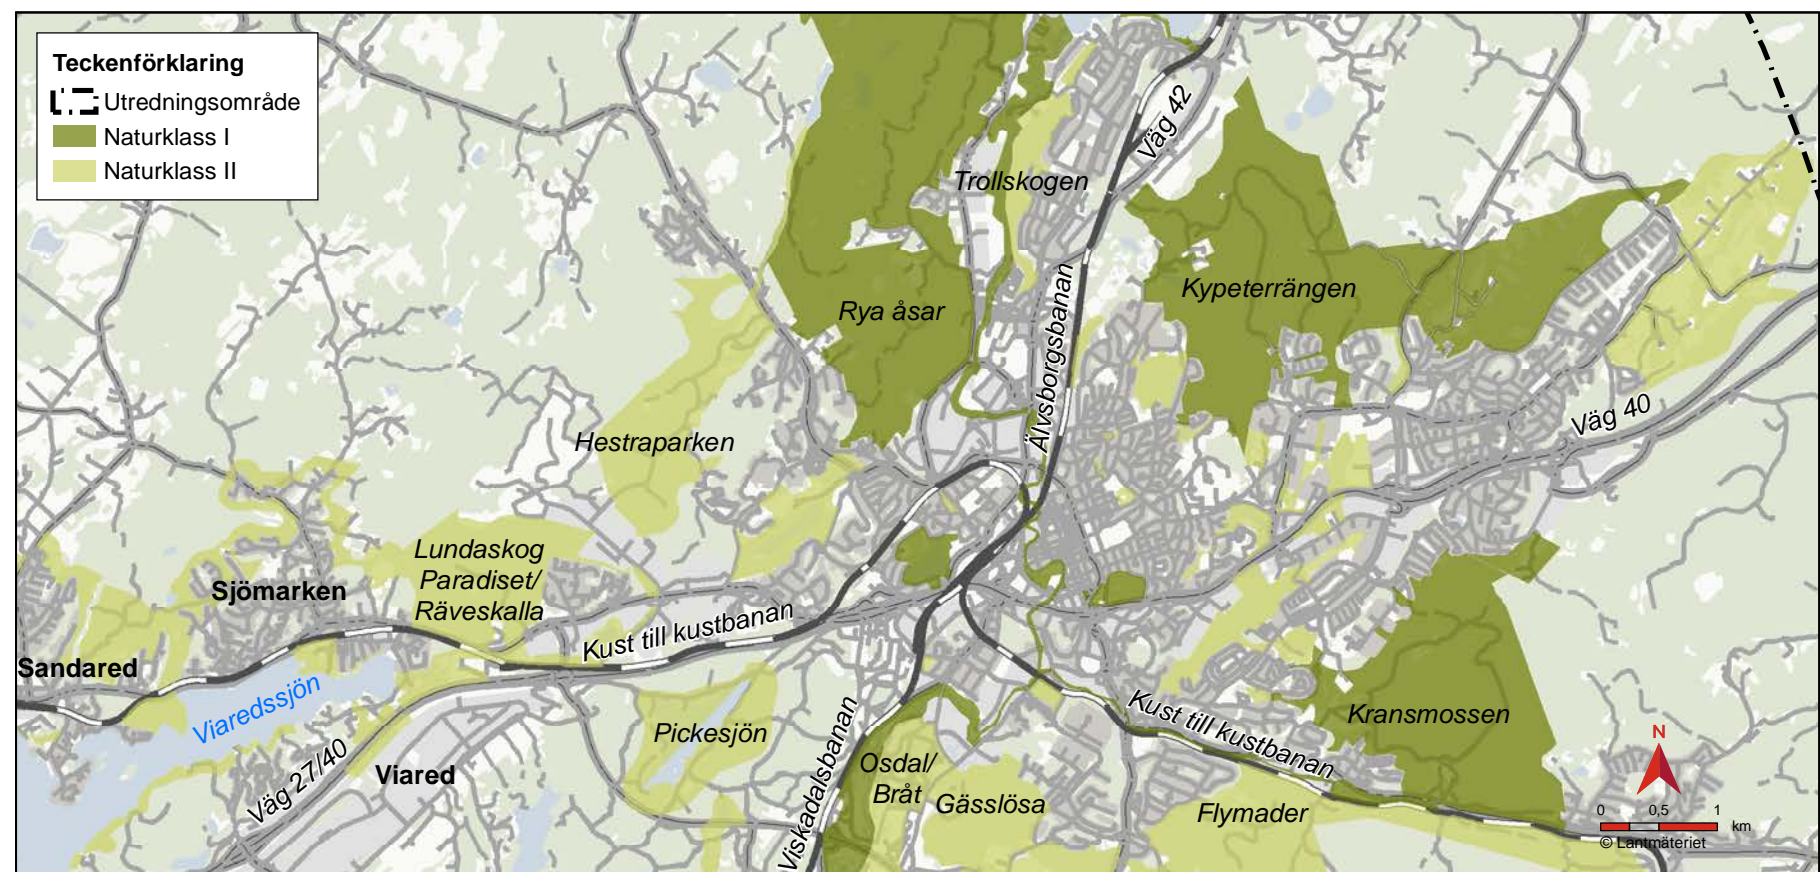 Teckenförklaring
Utredningsområde
Naturklass I
Naturklass II
Väg 42
Trollskogen
Kypeterrängen
Rya åsar
Älvsborgsbanan
Hestraparken
Väg 40
Lundaskog
Paradiset/
Räveskalla
Sjömarken
Kust till kustbanan
Sandared
Viaredssjön
Pickesjön
Väg 27/40
Viared
Viskadalsbanan
Osdal/
Bråt
Gässlösa
Kust till kustbanan
Kransmossen
Flymader
N
0 0,5 1
km
© Lantmäteriet